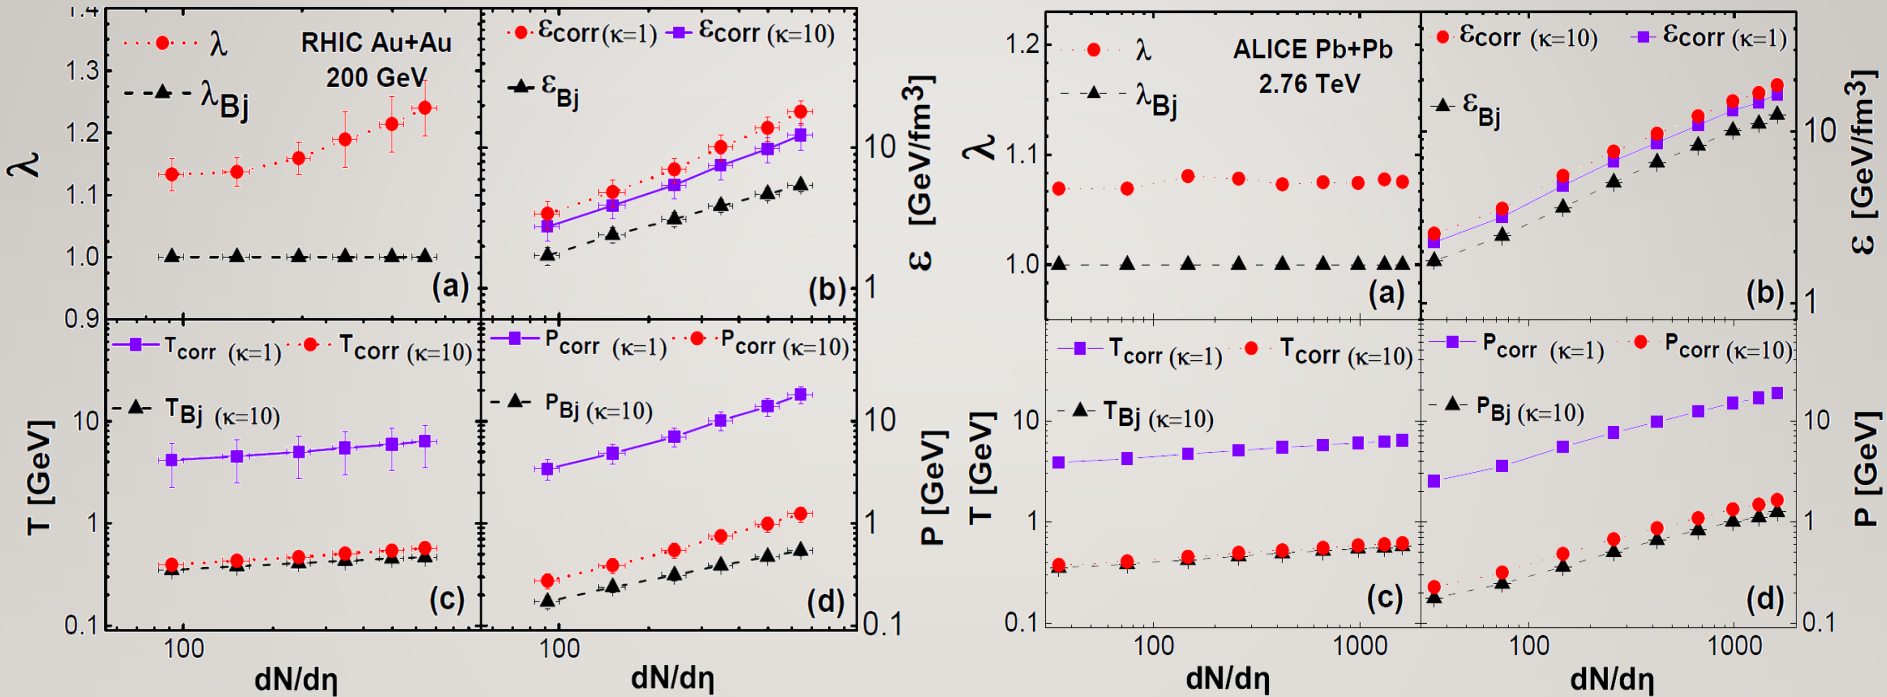 1.4
1.3
1.2
1.1
1.0
0.9
λ
λ
λBj
RHIC Au+Au
200 GeV
(a)
εcorr (κ=1) εcorr (κ=10)
εBj
(b)
10
1
ε [GeV/fm³]
Tcorr (κ=1) Tcorr (κ=10)
TBj (κ=10)
(c)
10
1
0.1
T [GeV]
100
dN/dη
Pcorr (κ=1) Pcorr (κ=10)
PBj (κ=10)
(d)
10
1
0.1
P [GeV]
100
dN/dη
1.2
1.1
1.0
λ
λ
λBj
ALICE Pb+Pb
2.76 TeV
(a)
εcorr (κ=10) εcorr (κ=1)
εBj
(b)
10
1
ε [GeV/fm³]
Tcorr (κ=1) Tcorr (κ=10)
TBj (κ=10)
(c)
10
1
0.1
T [GeV]
100 1000
dN/dη
Pcorr (κ=1) Pcorr (κ=10)
PBj (κ=10)
(d)
10
1
0.1
P [GeV]
100 1000
dN/dη